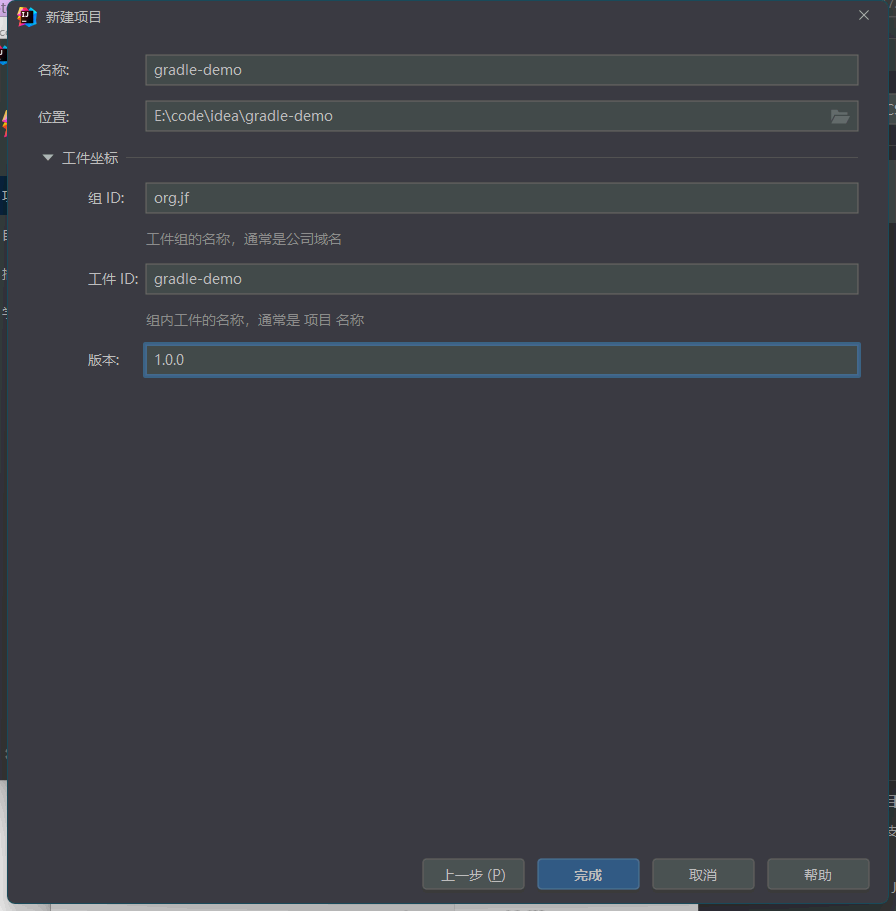 新建项目
名称: gradle-demo
位置: E:\code\idea\gradle-demo
工件坐标
组 ID: org.jf
工件组的名称，通常是公司域名
工件 ID: gradle-demo
组内工件的名称，通常是 项目 名称
版本: 1.0.0
上一步 (P) 完成 取消 帮助